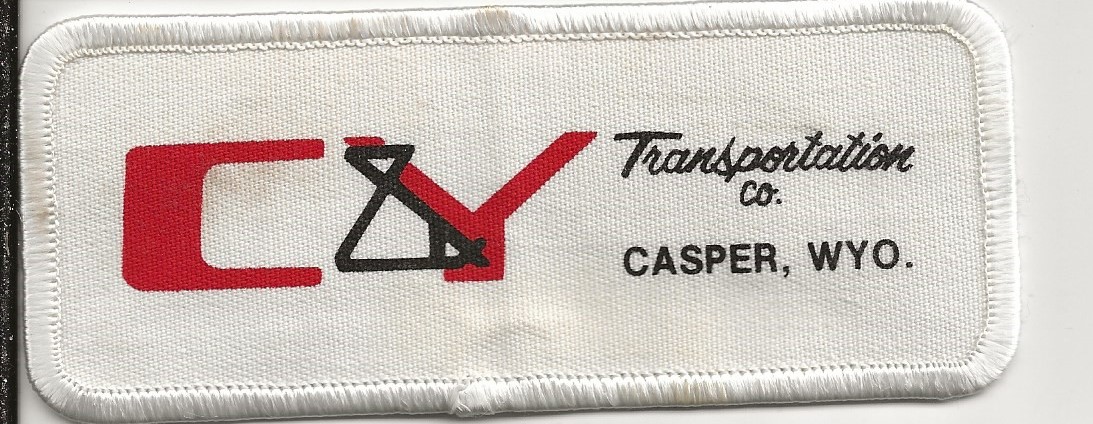 C&Y Transportation
Co.
CASPER, WYO.